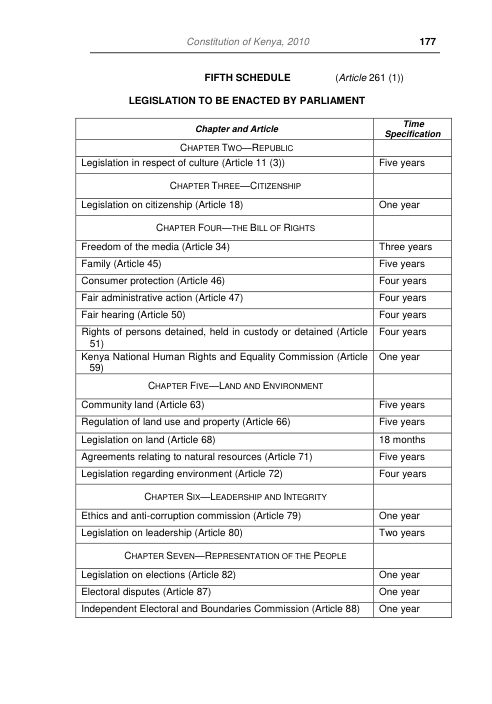 Constitution of Kenya, 2010 177
FIFTH SCHEDULE (Article 261 (1))
LEGISLATION TO BE ENACTED BY PARLIAMENT
Chapter and Article Time
Specification
CHAPTER TWO—REPUBLIC
Legislation in respect of culture (Article 11 (3)) Five years
CHAPTER THREE—CITIZENSHIP
Legislation on citizenship (Article 18) One year
CHAPTER FOUR—THE BILL OF RIGHTS
Freedom of the media (Article 34) Three years
Family (Article 45) Five years
Consumer protection (Article 46) Four years
Fair administrative action (Article 47) Four years
Fair hearing (Article 50) Four years
Rights of persons detained, held in custody or detained (Article Four years
51)
Kenya National Human Rights and Equality Commission (Article One year
59)
CHAPTER FIVE—LAND AND ENVIRONMENT
Community land (Article 63) Five years
Regulation of land use and property (Article 66) Five years
Legislation on land (Article 68) 18 months
Agreements relating to natural resources (Article 71) Five years
Legislation regarding environment (Article 72) Four years
CHAPTER SIX—LEADERSHIP AND INTEGRITY
Ethics and anti-corruption commission (Article 79) One year
Legislation on leadership (Article 80) Two years
CHAPTER SEVEN—REPRESENTATION OF THE PEOPLE
Legislation on elections (Article 82) One year
Electoral disputes (Article 87) One year
Independent Electoral and Boundaries Commission (Article 88) One year